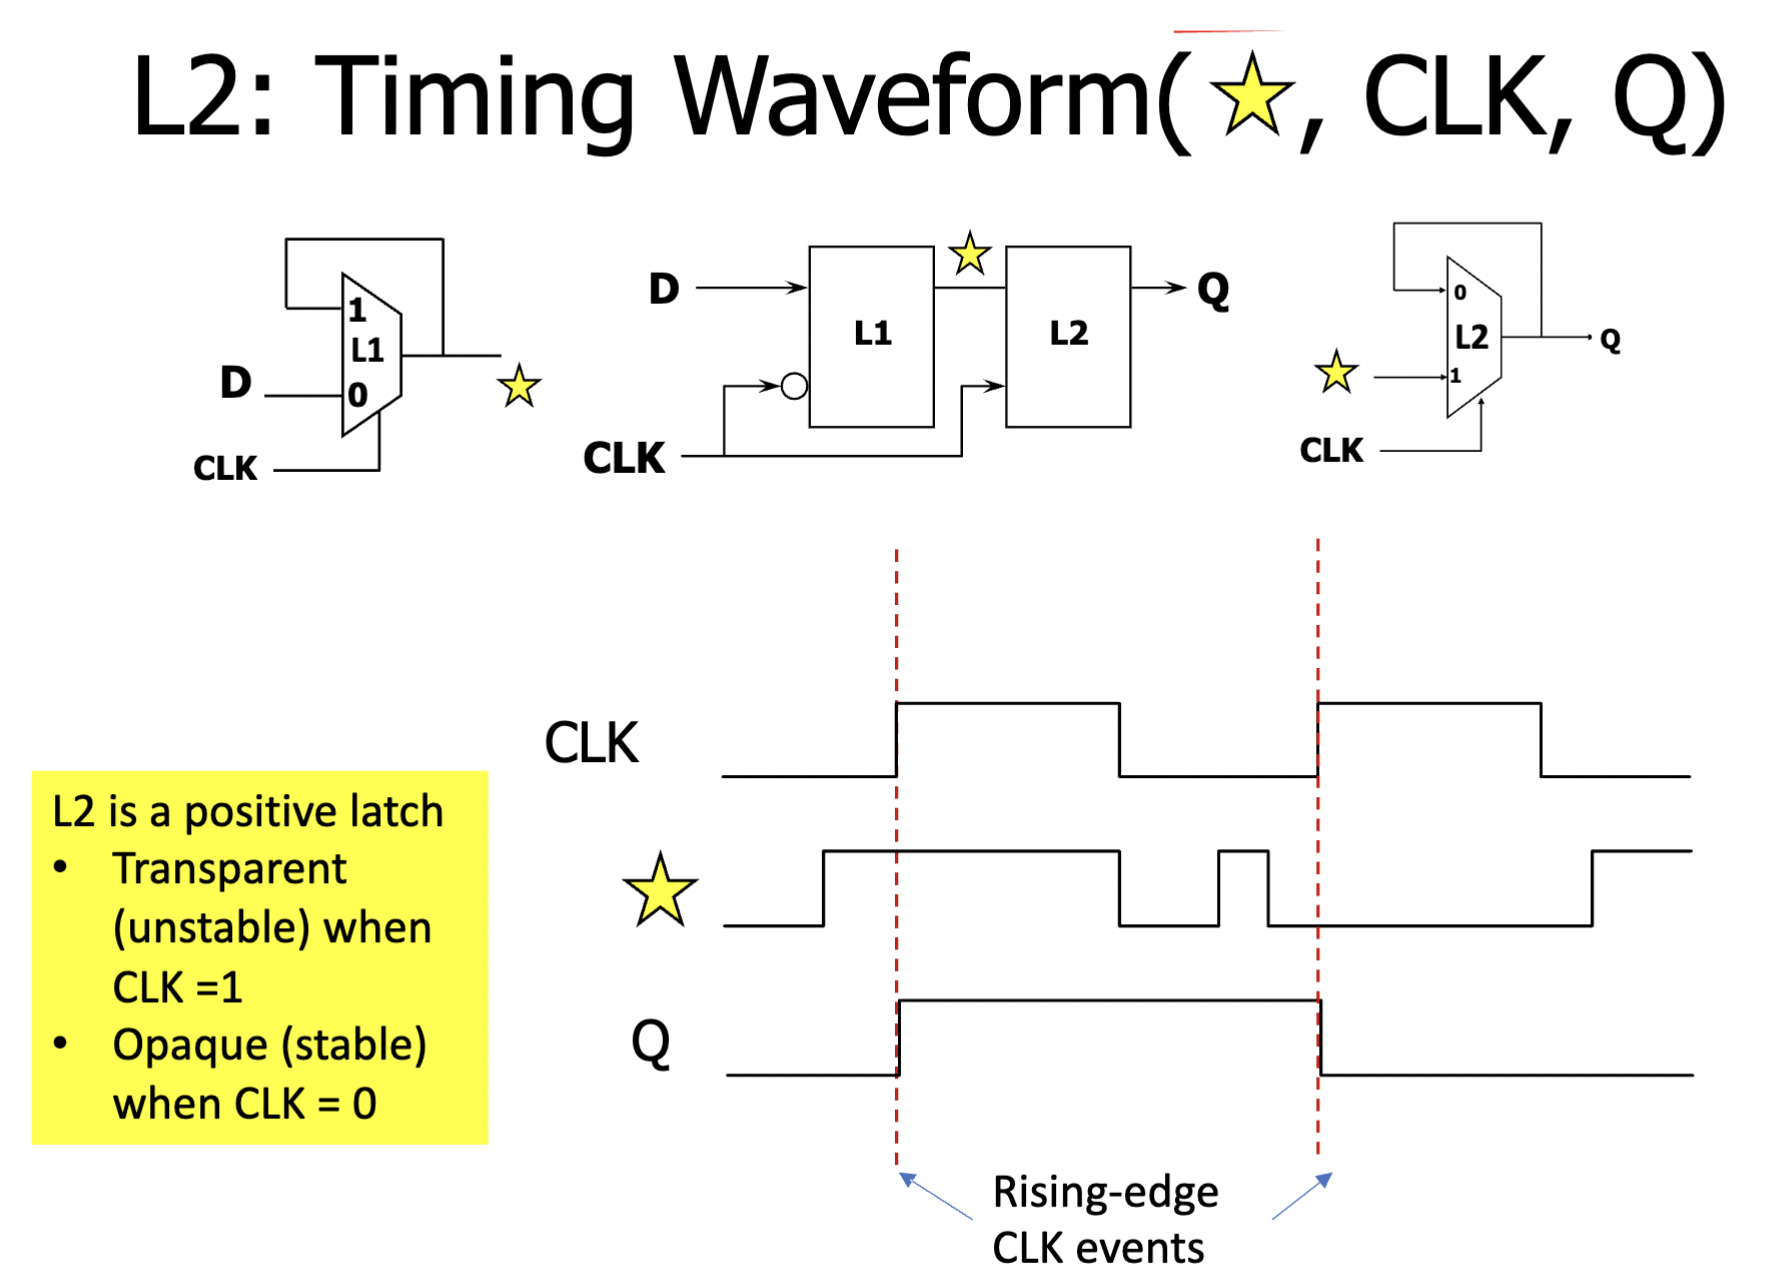 L2: Timing Waveform( , CLK, Q)
1
L1
D
0
CLK
D
L1
L2
Q
CLK
0
L2
Q
1
CLK
CLK
L2 is a positive latch
• Transparent
(unstable) when
CLK =1
• Opaque (stable)
when CLK = 0
Q
Rising-edge
CLK events